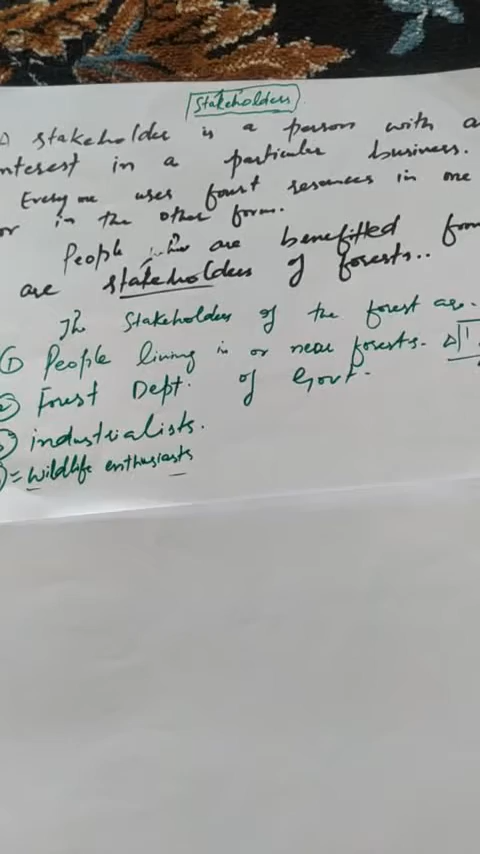 Stakeholders
A stakeholder is a person with a
nterest in a particular business.
Every one uses forest resources in one
or in the other form.
People who are benefitted from
are stakeholders of forests..
The Stakeholders of the forest are.
① People living in or near forests.
② Forest Dept. of Govt.
③ industrialists.
= Wildlife enthusiasts